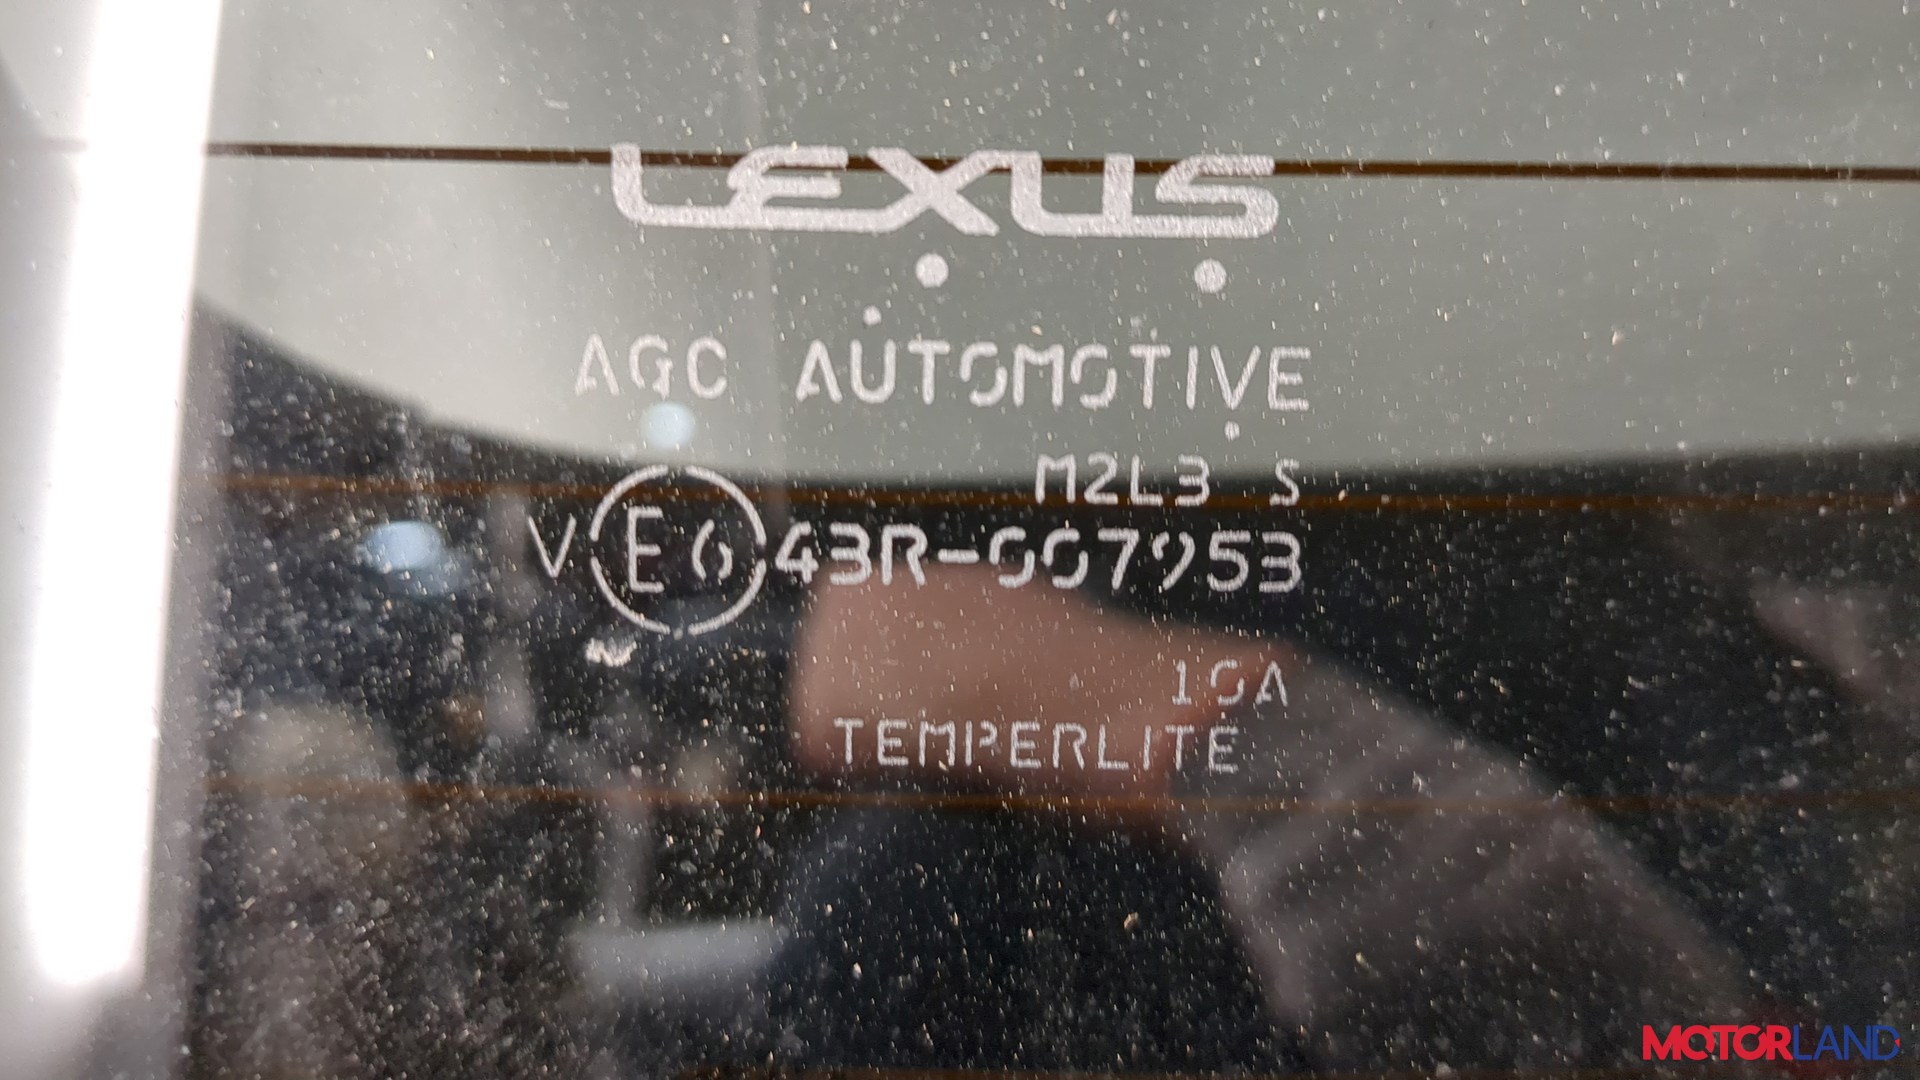 LEXUS
AGC AUTOMOTIVE
M2L3 S
V E6 43R-007953
10A
TEMPERLITE
MOTORLAND